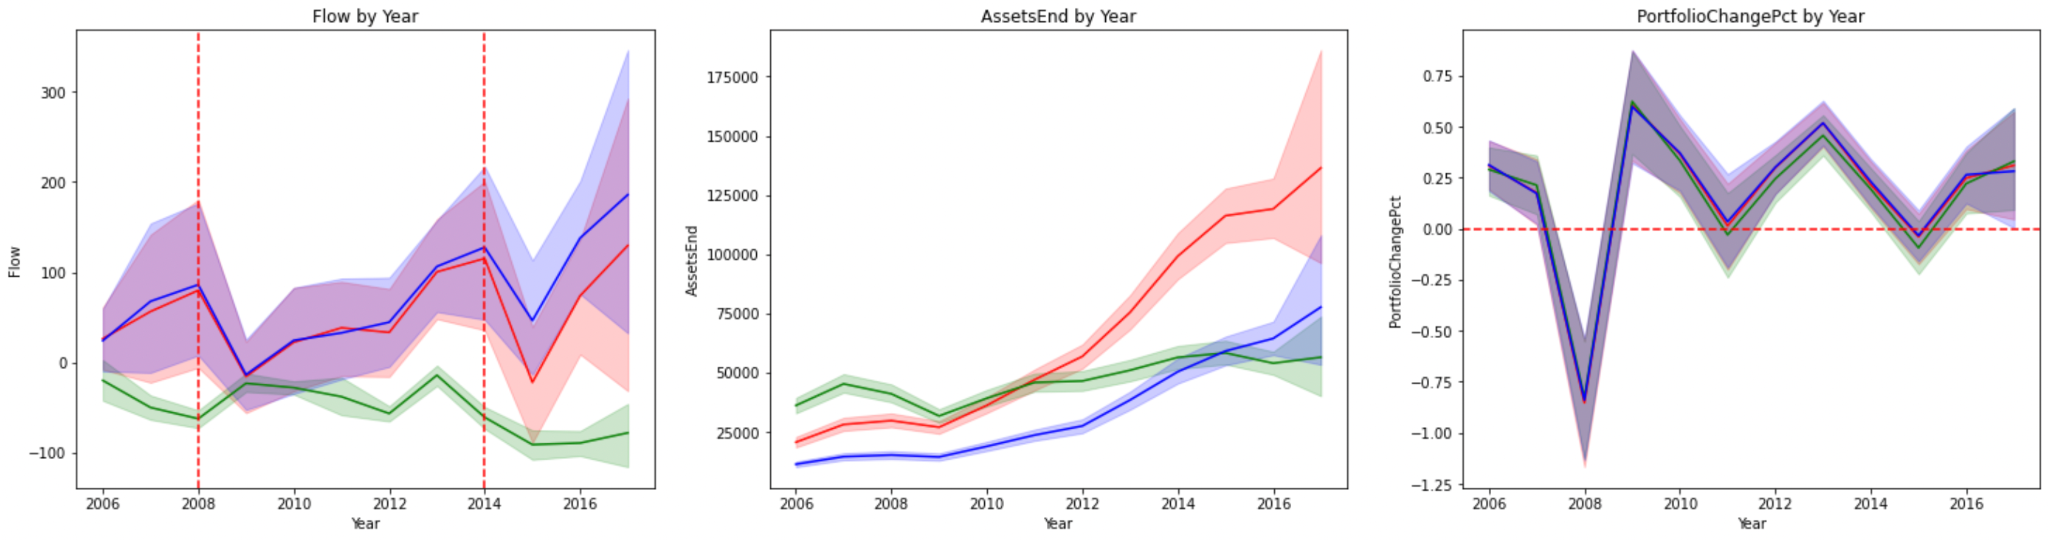 Flow by Year
300
200
100
0
−100
Flow
2006 2008 2010 2012 2014 2016
Year
AssetsEnd by Year
175000
150000
125000
100000
75000
50000
25000
AssetsEnd
2006 2008 2010 2012 2014 2016
Year
PortfolioChangePct by Year
0.75
0.50
0.25
0.00
−0.25
−0.50
−0.75
−1.00
−1.25
PortfolioChangePct
2006 2008 2010 2012 2014 2016
Year